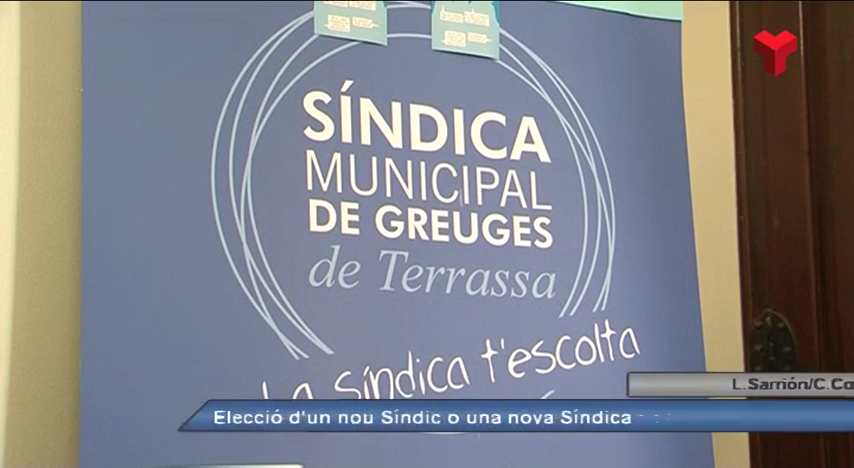 SÍNDICA
MUNICIPAL
DE GREUGES
de Terrassa
La síndica t'escolta
L.Sarrión/C.Co
Elecció d'un nou Síndic o una nova Síndica